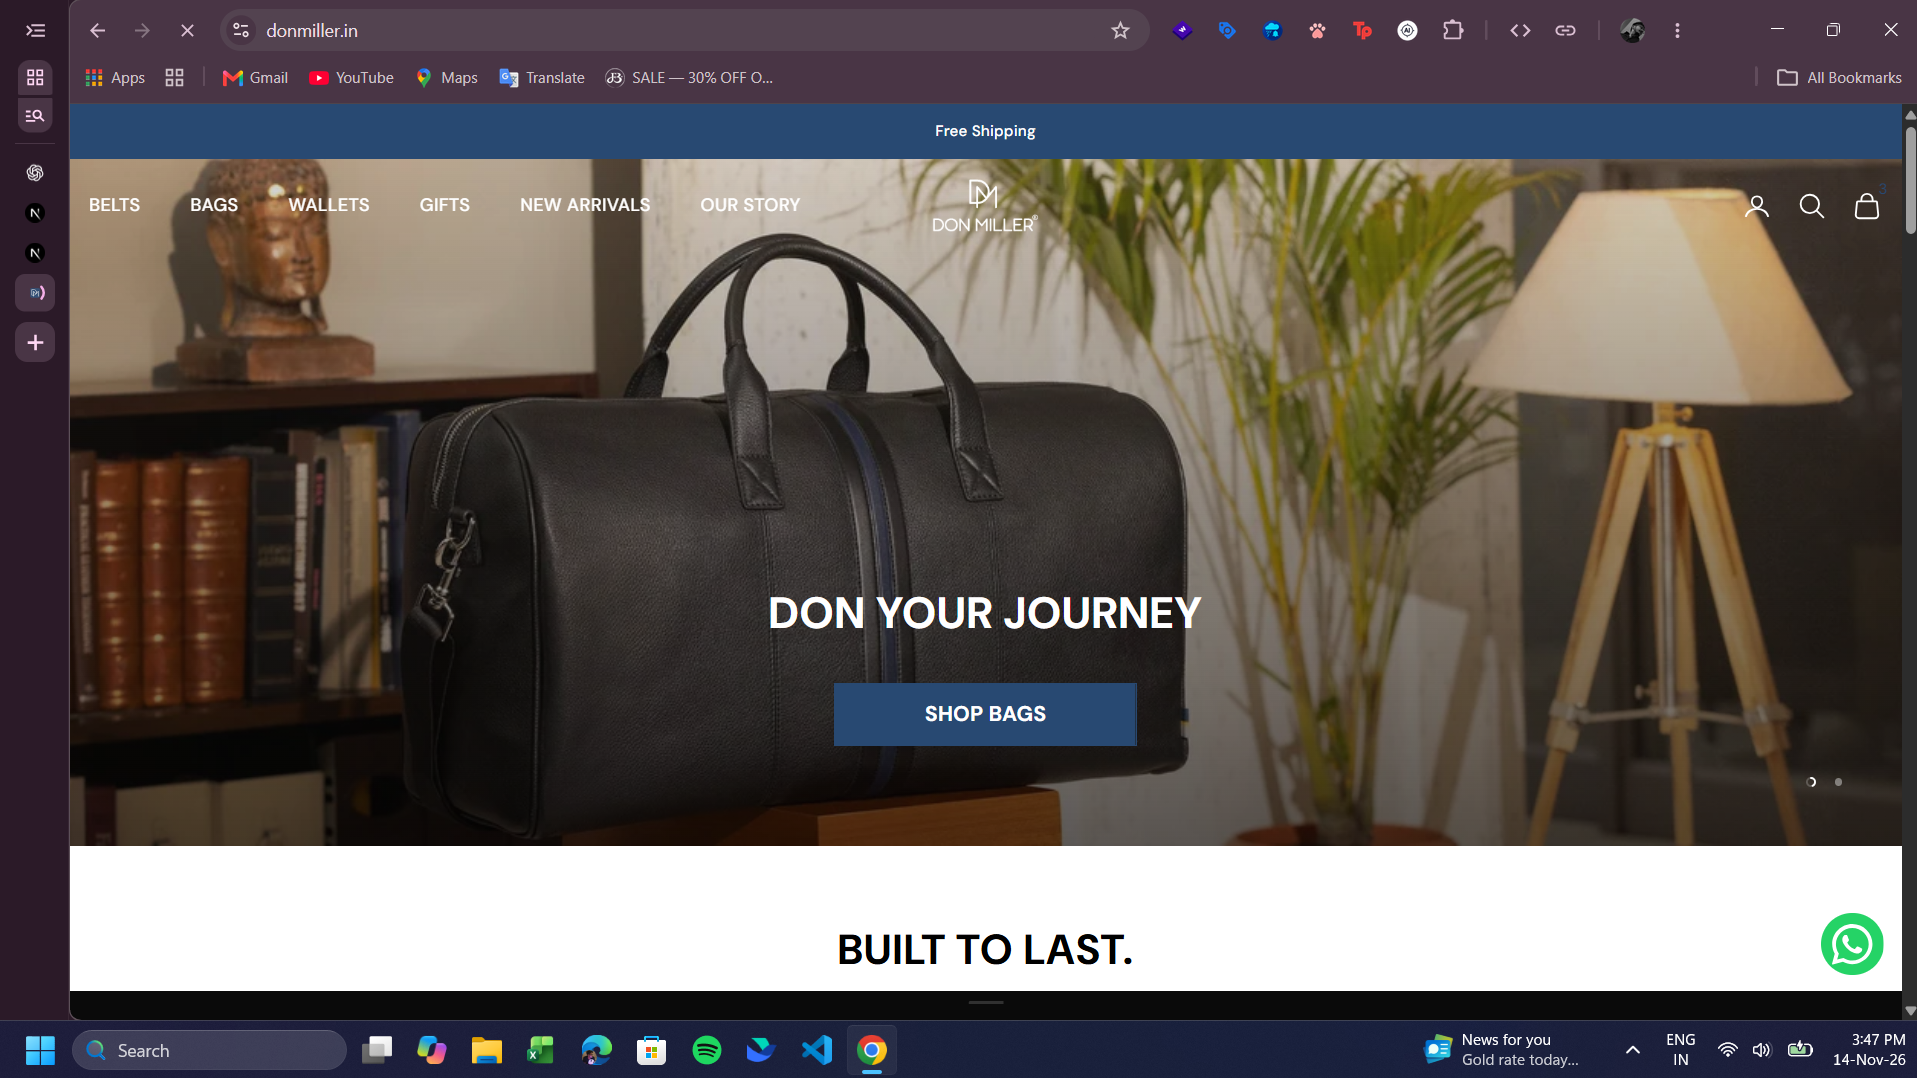 donmiller.in
Tp
Apps
Gmail
YouTube
Maps
Translate
SALE — 30% OFF O...
All Bookmarks
Free Shipping
BELTS
BAGS
WALLETS
GIFTS
NEW ARRIVALS
OUR STORY
DON MILLER®
3
DON YOUR JOURNEY
SHOP BAGS
BUILT TO LAST.
Search
News for you
Gold rate today...
ENG
IN
3:47 PM
14-Nov-26